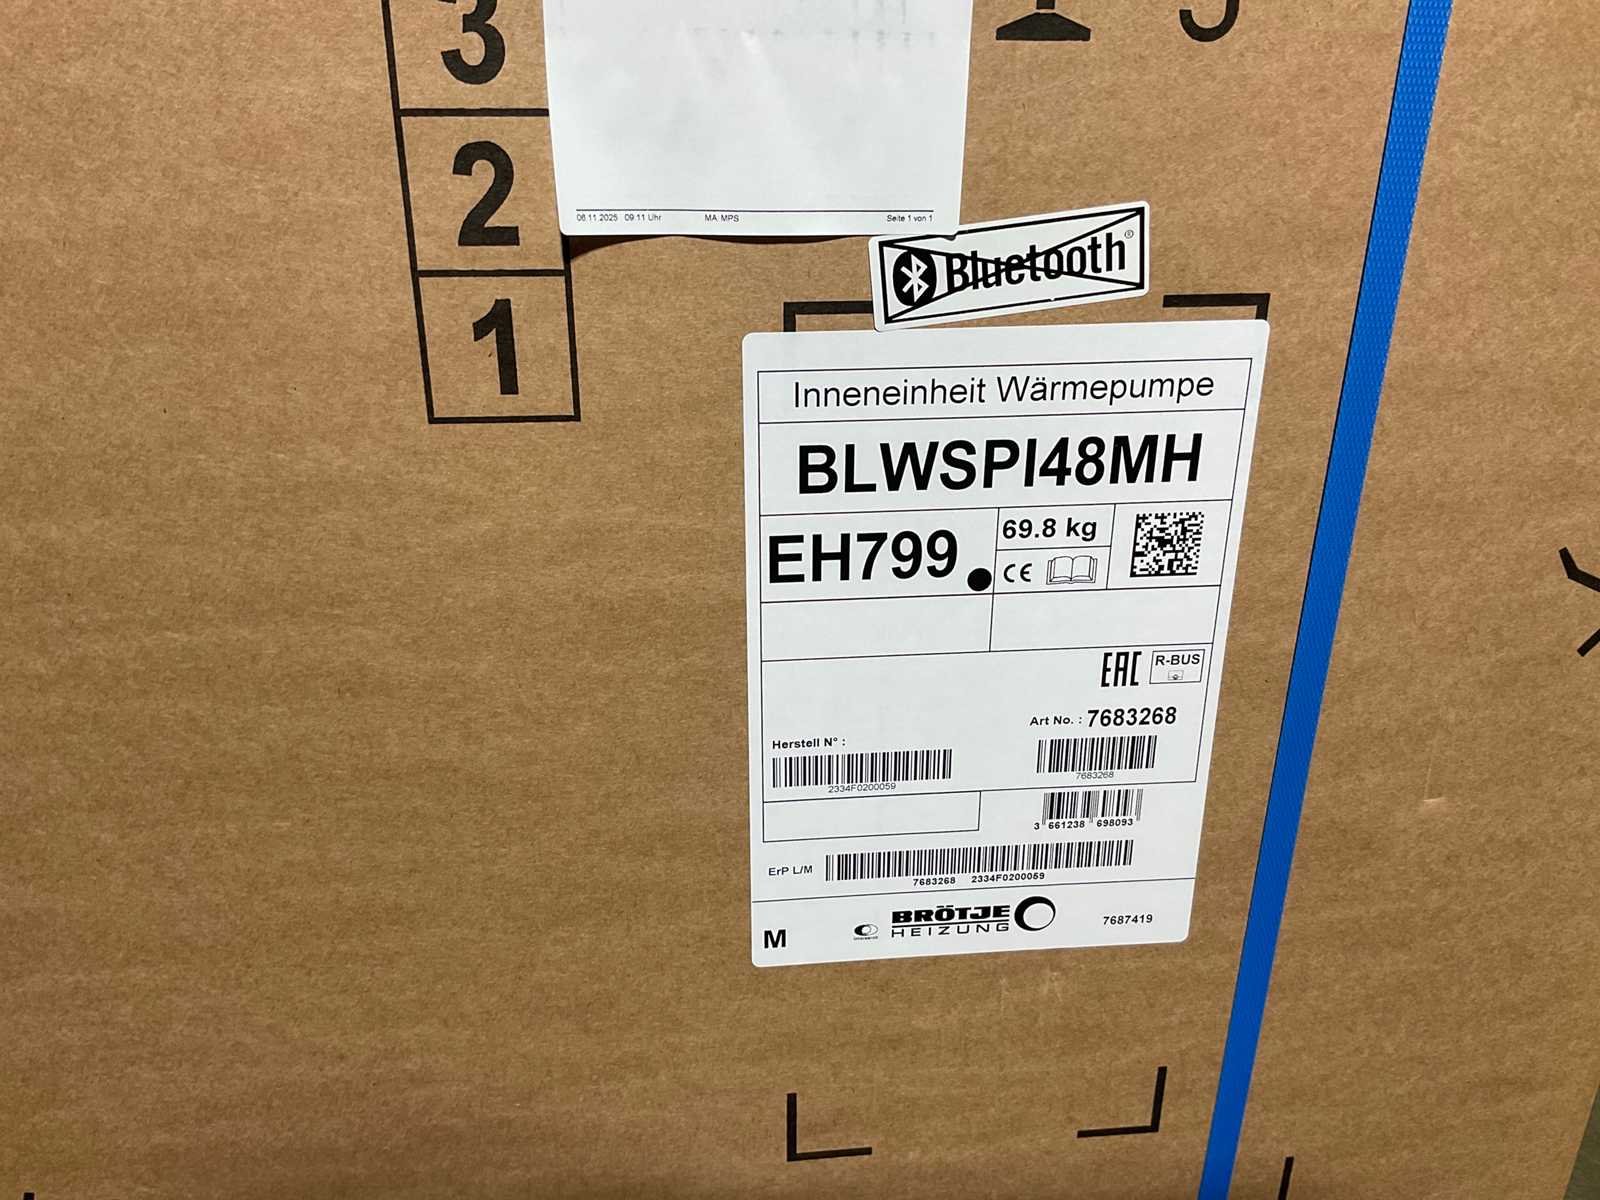 3
2
1
06.11.2025 09:11 Uhr MA MPS Seite 1 von 1
Bluetooth®
Inneneinheit Wärmepumpe
BLWSPI48MH
EH799.
69.8 kg
CE
EAC
R-BUS
Art No. : 7683268
7683268
Herstell N° :
2334F0200059
3 661238 698093
ErP L/M
7683268 2334F0200059
M
BRÖTJE
HEIZUNG
7687419